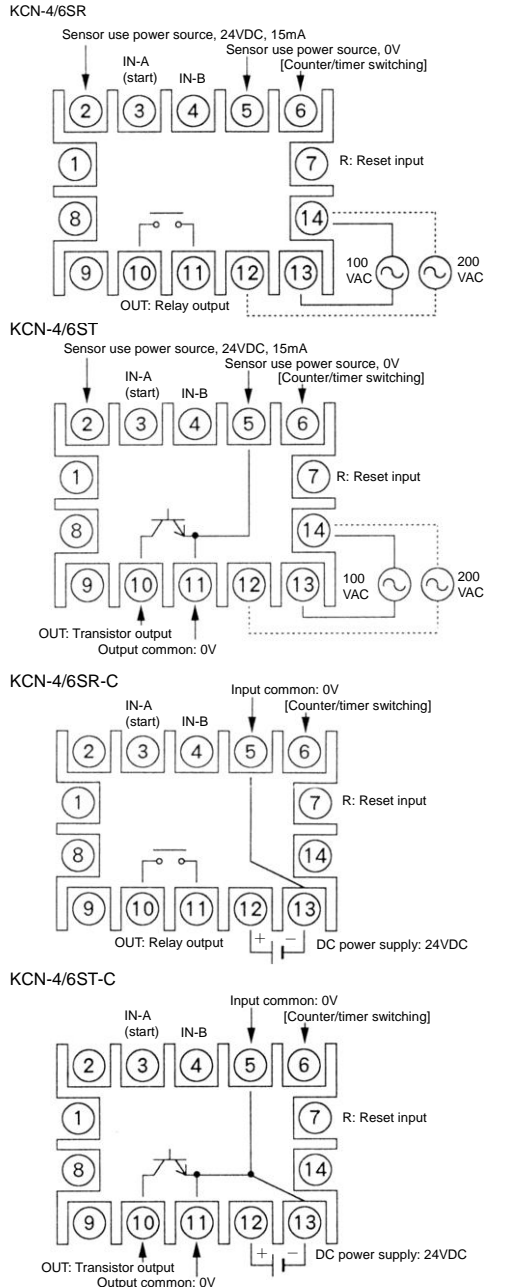 KCN-4/6SR
Sensor use power source, 24VDC, 15mA
Sensor use power source, 0V
IN-A
(start)
IN-B
[Counter/timer switching]
2 3 4 5 6
1 7 R: Reset input
8 14
9 10 11 12 13
100
VAC
200
VAC
OUT: Relay output
KCN-4/6ST
Sensor use power source, 24VDC, 15mA
Sensor use power source, 0V
IN-A
(start)
IN-B
[Counter/timer switching]
2 3 4 5 6
1 7 R: Reset input
8 14
9 10 11 12 13
100
VAC
200
VAC
OUT: Transistor output
Output common: 0V
KCN-4/6SR-C
Input common: 0V
IN-A
(start)
IN-B
[Counter/timer switching]
2 3 4 5 6
1 7 R: Reset input
8 14
9 10 11 12 13
OUT: Relay output
+ −
DC power supply: 24VDC
KCN-4/6ST-C
Input common: 0V
IN-A
(start)
IN-B
[Counter/timer switching]
2 3 4 5 6
1 7 R: Reset input
8 14
9 10 11 12 13
+ −
DC power supply: 24VDC
OUT: Transistor output
Output common: 0V